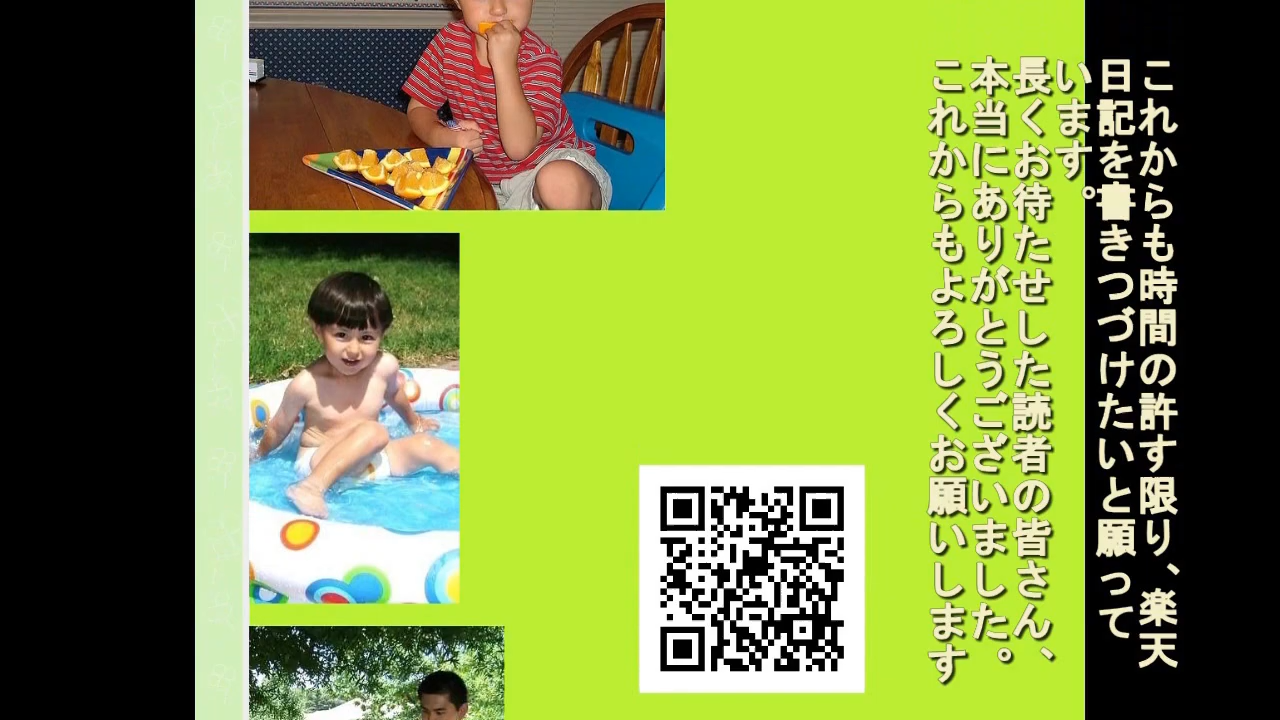 これからも時間の許す限り、楽天
日記を書きつづけたいと願って
います。
長くお待たせした読者の皆さん、
本当にありがとうございました。
これからもよろしくお願いします